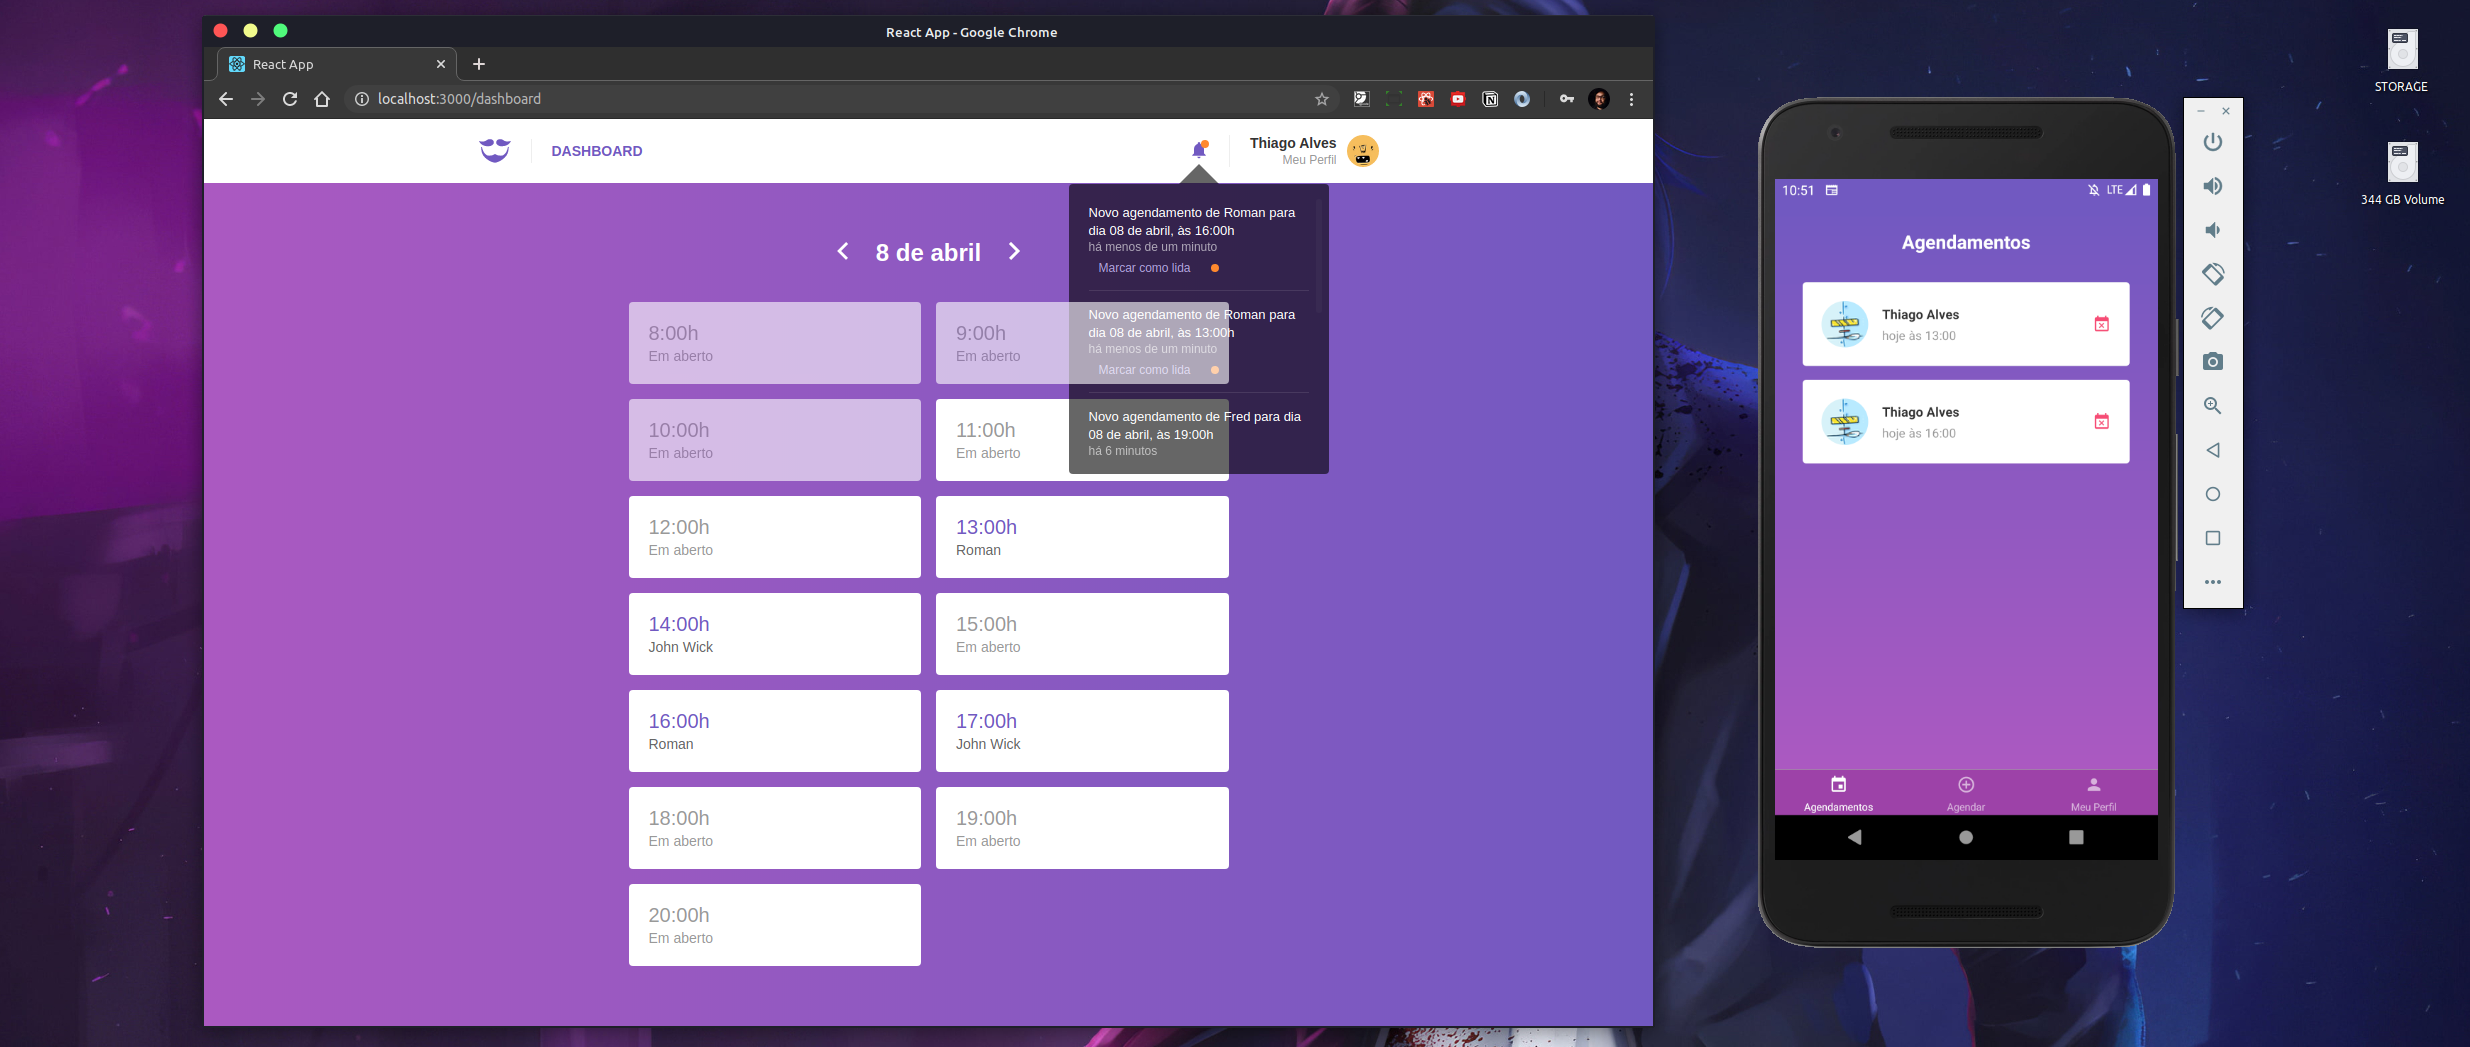 React App - Google Chrome
React App
localhost:3000/dashboard
DASHBOARD
Thiago Alves
Meu Perfil
Novo agendamento de Roman para
dia 08 de abril, às 16:00h
há menos de um minuto
Marcar como lida
Novo agendamento de Roman para
dia 08 de abril, às 13:00h
há menos de um minuto
Marcar como lida
Novo agendamento de Fred para dia
08 de abril, às 19:00h
há 6 minutos
8 de abril
8:00h
Em aberto
9:00h
Em aberto
10:00h
Em aberto
11:00h
Em aberto
12:00h
Em aberto
13:00h
Roman
14:00h
John Wick
15:00h
Em aberto
16:00h
Roman
17:00h
John Wick
18:00h
Em aberto
19:00h
Em aberto
20:00h
Em aberto
10:51
LTE
Agendamentos
Thiago Alves
hoje às 13:00
Thiago Alves
hoje às 16:00
Agendamentos
Agendar
Meu Perfil
STORAGE
344 GB Volume